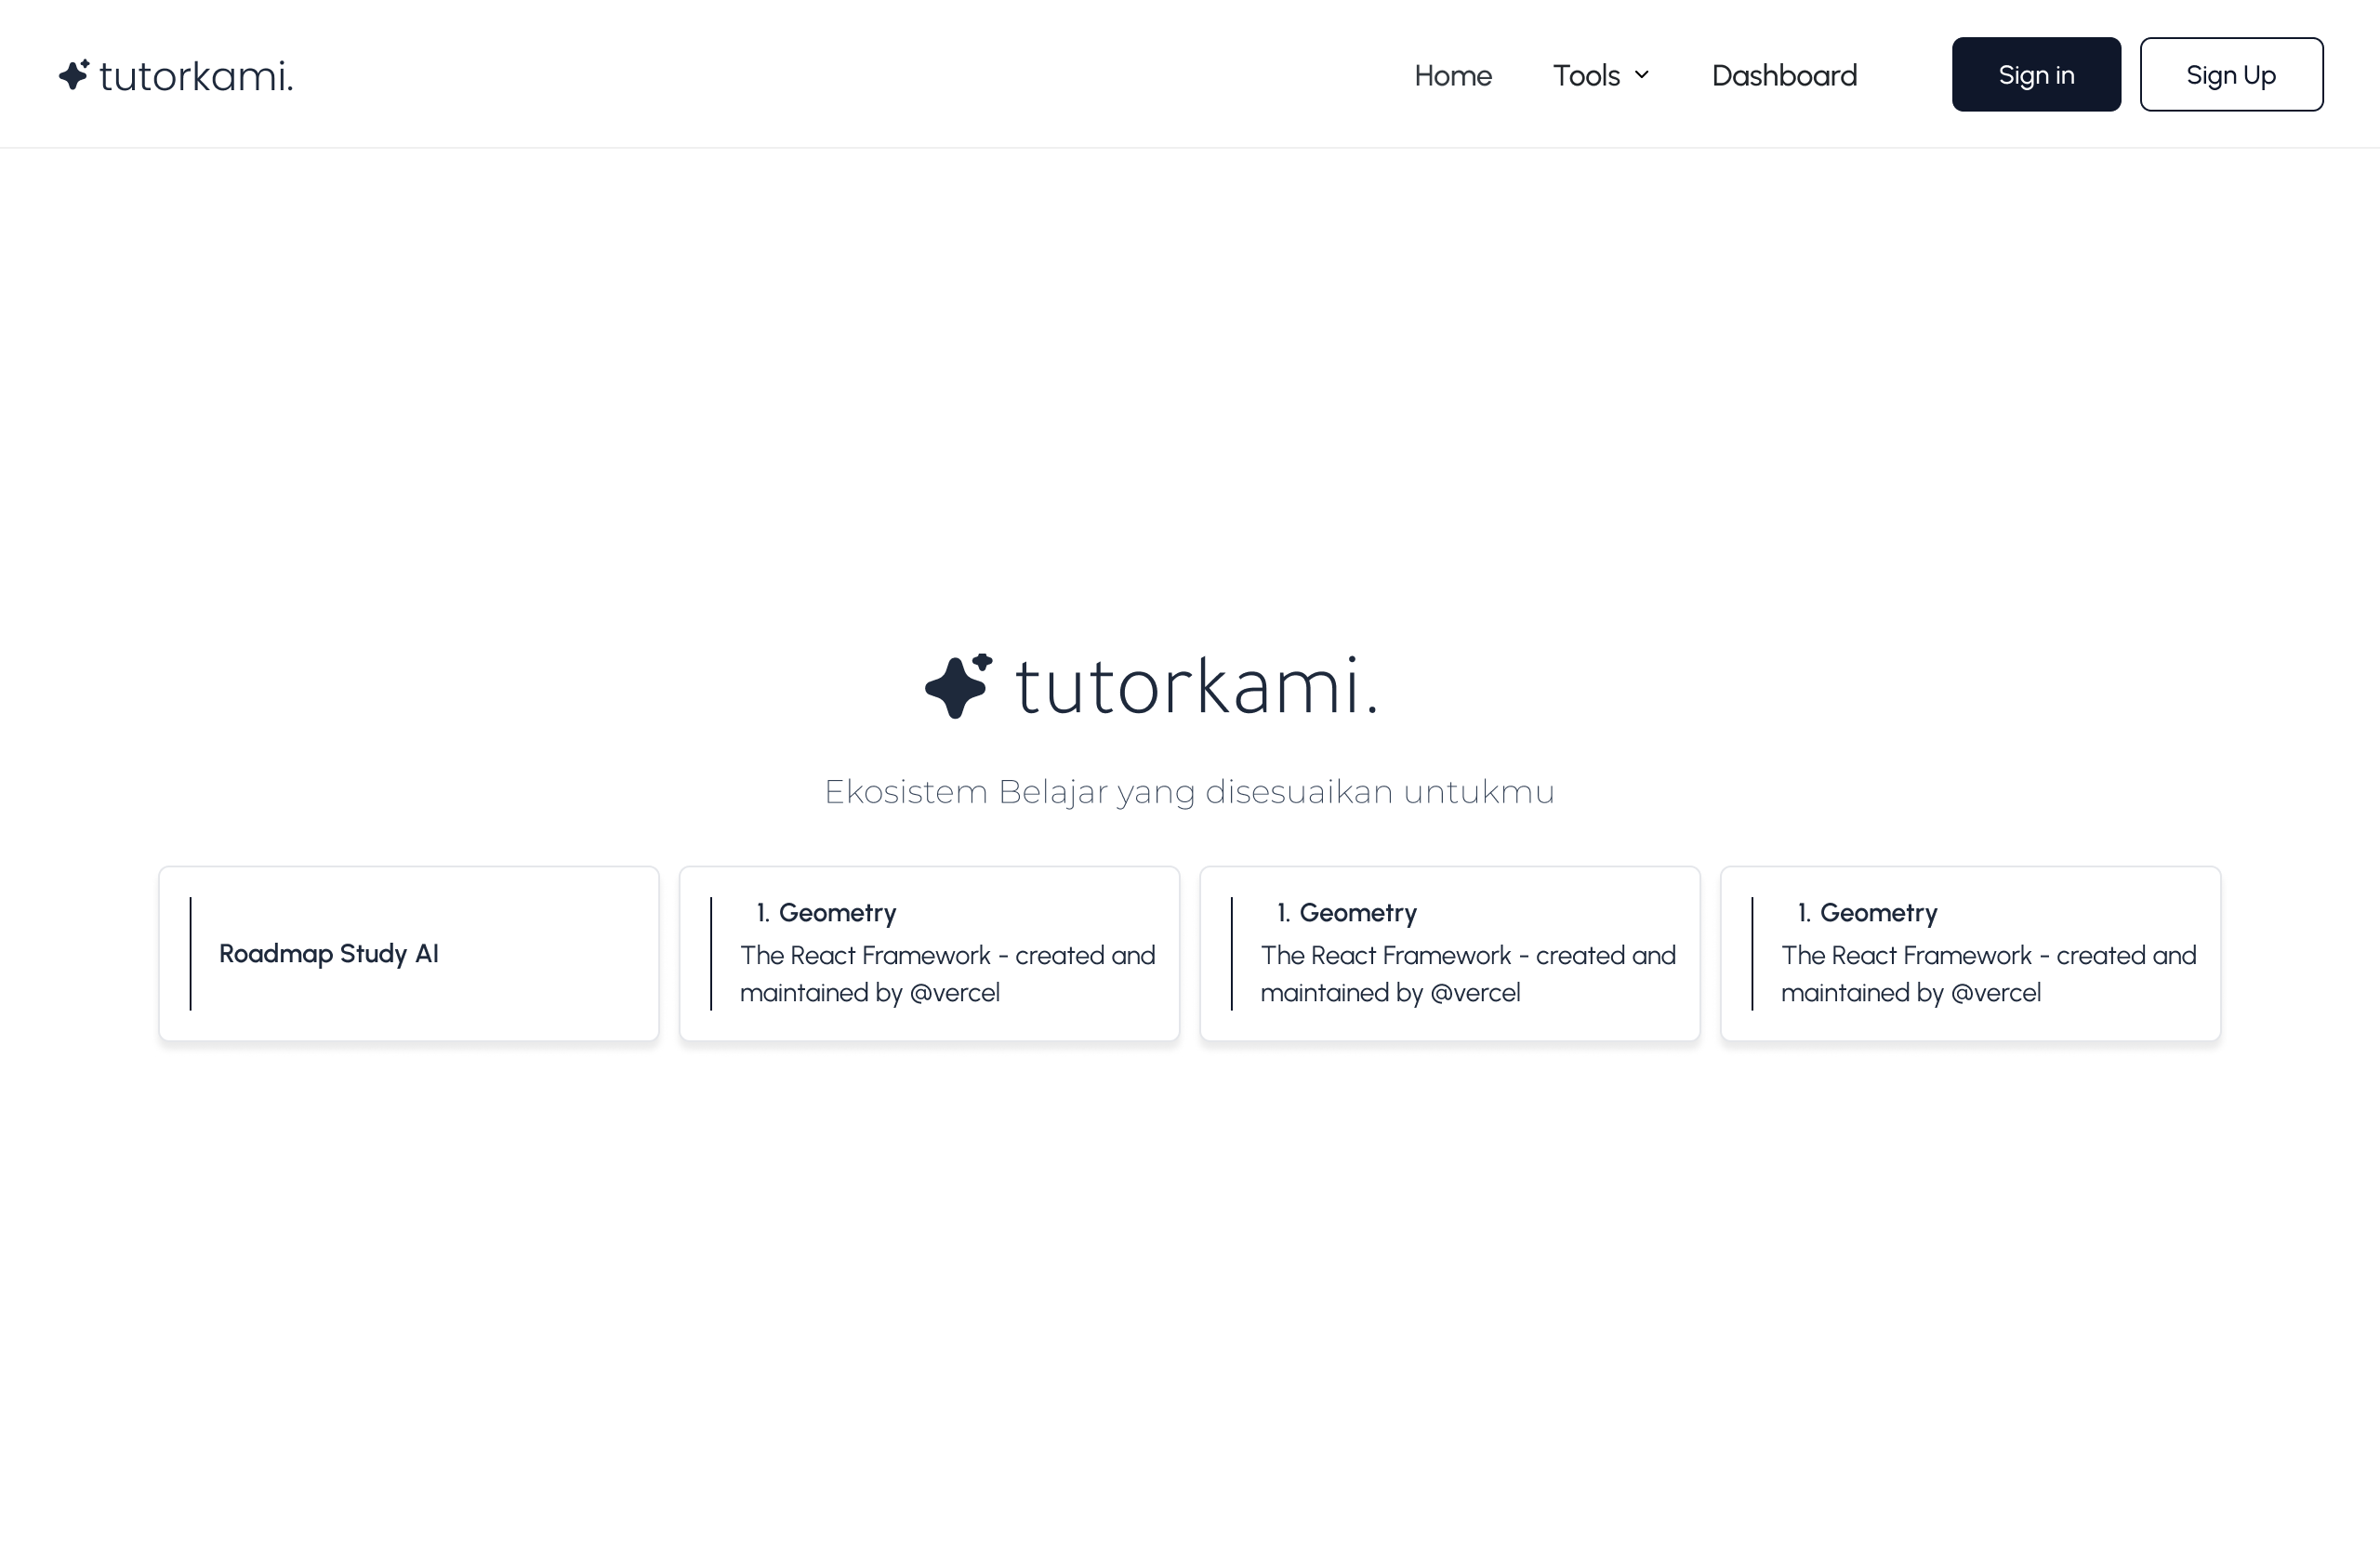 tutorkami.
Home Tools Dashboard Sign in Sign Up
tutorkami.
Ekosistem Belajar yang disesuaikan untukmu
Roadmap Study AI
1. Geometry
The React Framework - created and
maintained by @vercel
1. Geometry
The React Framework - created and
maintained by @vercel
1. Geometry
The React Framework - created and
maintained by @vercel